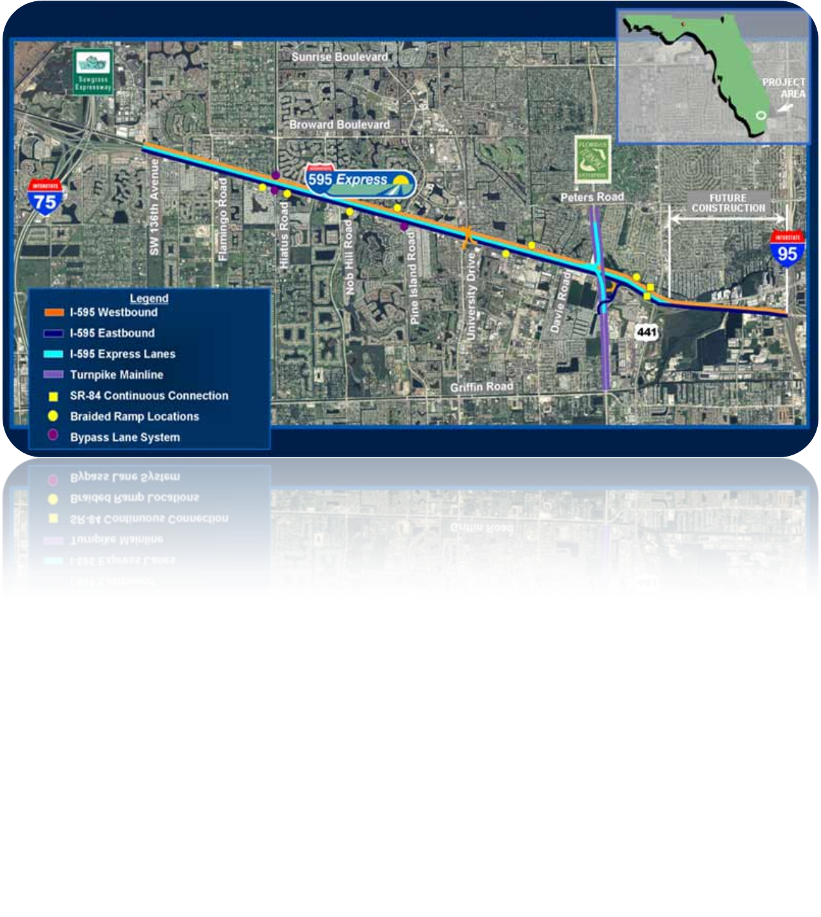 Sunrise Boulevard
Sawgrass
Expressway
PROJECT
AREA
Broward Boulevard
INTERSTATE
75
595 Express
Peters Road
FUTURE
CONSTRUCTION
INTERSTATE
95
SW 136th Avenue
Flamingo Road
Hiatus Road
Nob Hill Road
Pine Island Road
University Drive
Davie Road
441
Griffin Road
Legend
I-595 Westbound
I-595 Eastbound
I-595 Express Lanes
Turnpike Mainline
SR-84 Continuous Connection
Braided Ramp Locations
Bypass Lane System